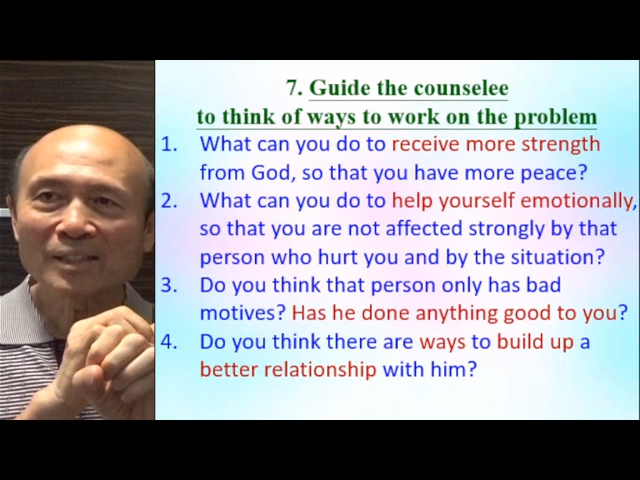 7. Guide the counselee
to think of ways to work on the problem
1. What can you do to receive more strength
from God, so that you have more peace?
2. What can you do to help yourself emotionally,
so that you are not affected strongly by that
person who hurt you and by the situation?
3. Do you think that person only has bad
motives? Has he done anything good to you?
4. Do you think there are ways to build up a
better relationship with him?